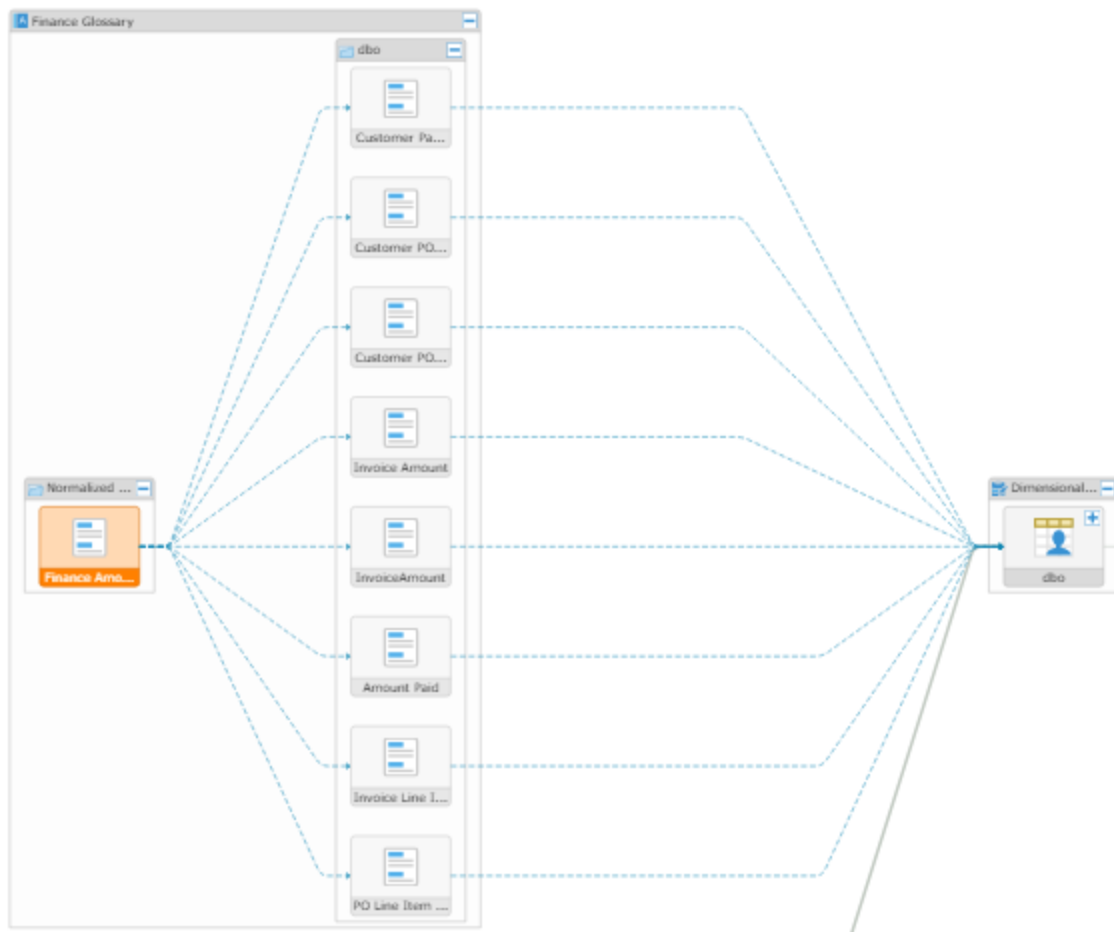 Finance Glossary
dbo
Customer Pa...
Customer PO...
Customer PO...
Invoice Amount
Normalized ...
Finance Amo...
InvoiceAmount
Dimensional...
dbo
Amount Paid
Invoice Line I...
PO Line Item ...